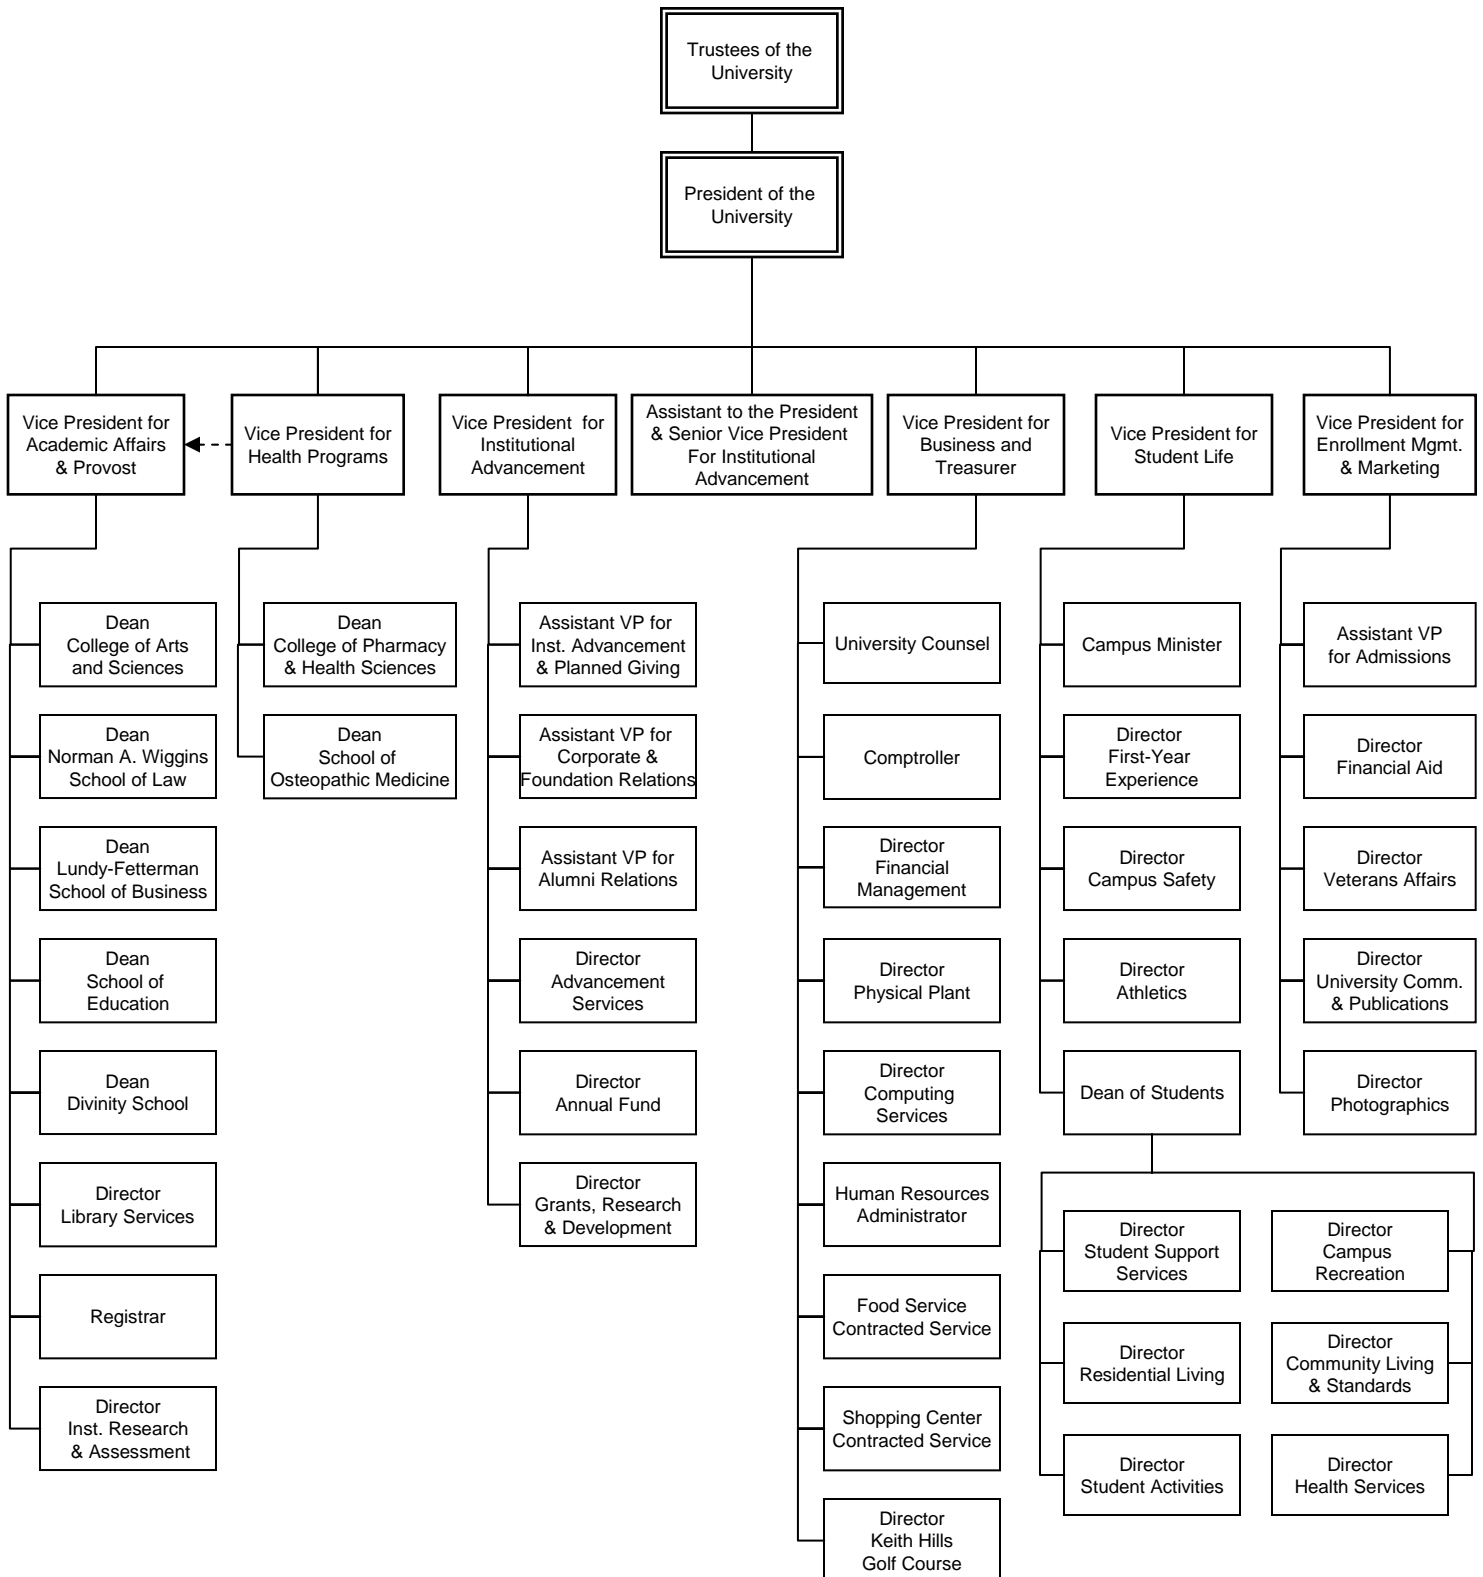 Trustees of the
University
President of the
University
Vice President for
Academic Affairs
& Provost
Vice President for
Health Programs
Vice President for
Institutional
Advancement
Assistant to the President
& Senior Vice President
For Institutional
Advancement
Vice President for
Business and
Treasurer
Vice President for
Student Life
Vice President for
Enrollment Mgmt.
& Marketing
Dean
College of Arts
and Sciences
Dean
Norman A. Wiggins
School of Law
Dean
Lundy-Fetterman
School of Business
Dean
School of
Education
Dean
Divinity School
Director
Library Services
Registrar
Director
Inst. Research
& Assessment
Dean
College of Pharmacy
& Health Sciences
Dean
School of
Osteopathic Medicine
Assistant VP for
Inst. Advancement
& Planned Giving
Assistant VP for
Corporate &
Foundation Relations
Assistant VP for
Alumni Relations
Director
Advancement
Services
Director
Annual Fund
Director
Grants, Research
& Development
University Counsel
Comptroller
Director
Financial
Management
Director
Physical Plant
Director
Computing
Services
Human Resources
Administrator
Food Service
Contracted Service
Shopping Center
Contracted Service
Director
Keith Hills
Golf Course
Campus Minister
Director
First-Year
Experience
Director
Campus Safety
Director
Athletics
Dean of Students
Director
Student Support
Services
Director
Residential Living
Director
Student Activities
Director
Campus
Recreation
Director
Community Living
& Standards
Director
Health Services
Assistant VP
for Admissions
Director
Financial Aid
Director
Veterans Affairs
Director
University Comm.
& Publications
Director
Photographics